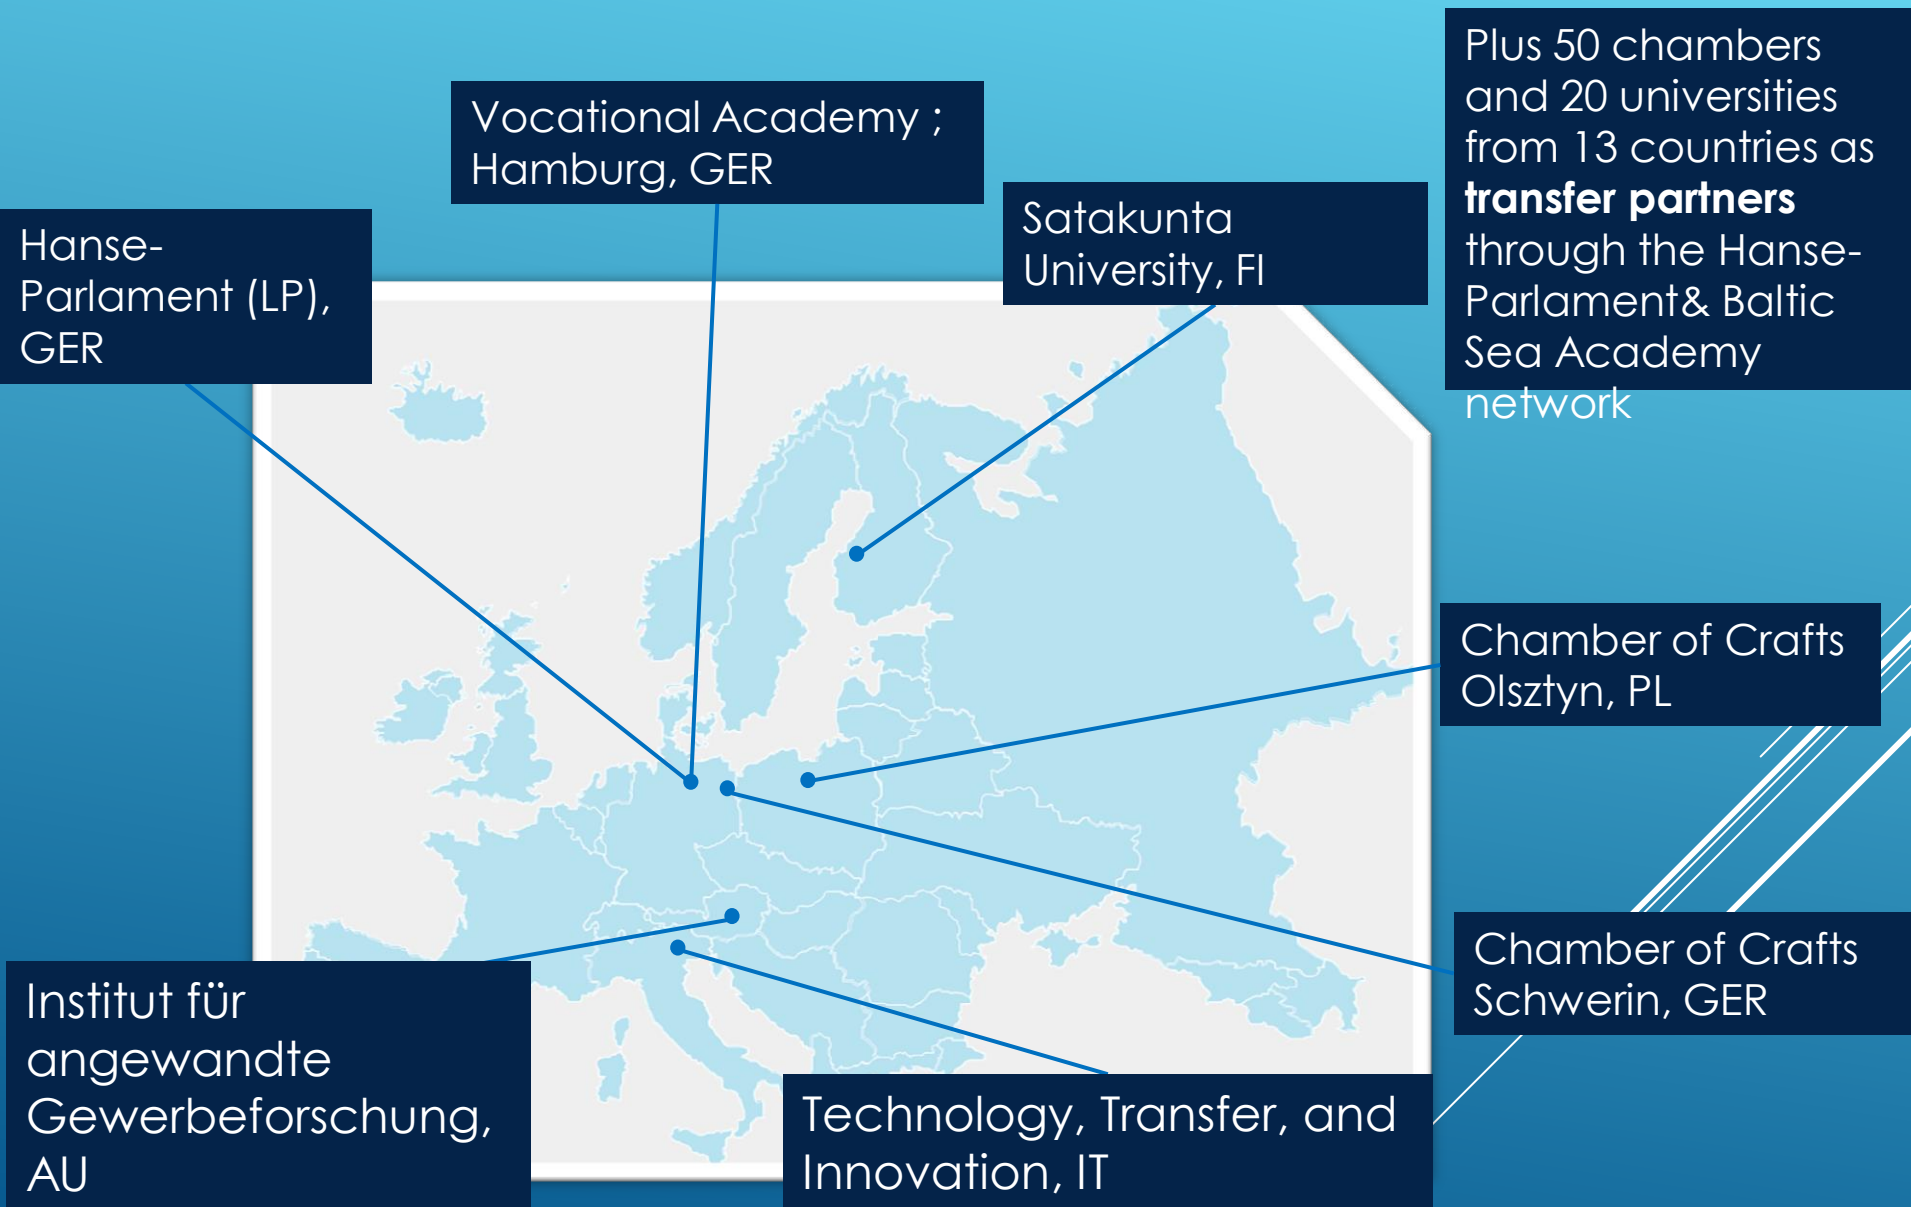 Plus 50 chambers
and 20 universities
from 13 countries as
transfer partners
through the Hanse-
Parlament& Baltic
Sea Academy
network
Vocational Academy ;
Hamburg, GER
Satakunta
University, FI
Hanse-
Parlament (LP),
GER
Chamber of Crafts
Olsztyn, PL
Chamber of Crafts
Schwerin, GER
Institut für
angewandte
Gewerbeforschung,
AU
Technology, Transfer, and
Innovation, IT